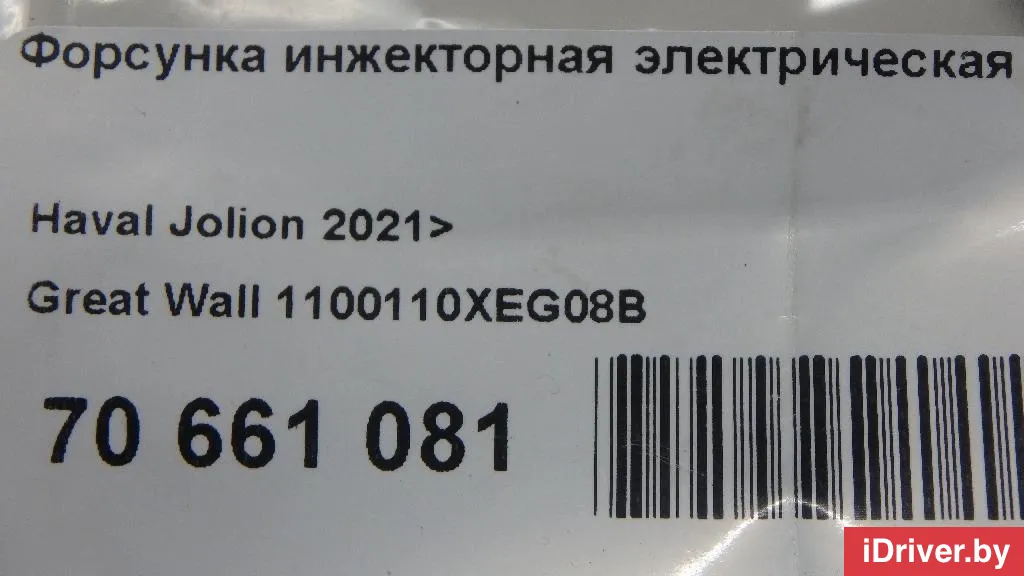 Форсунка инжекторная электрическая
Haval Jolion 2021>
Great Wall 1100110XEG08B
70 661 081
iDriver.by